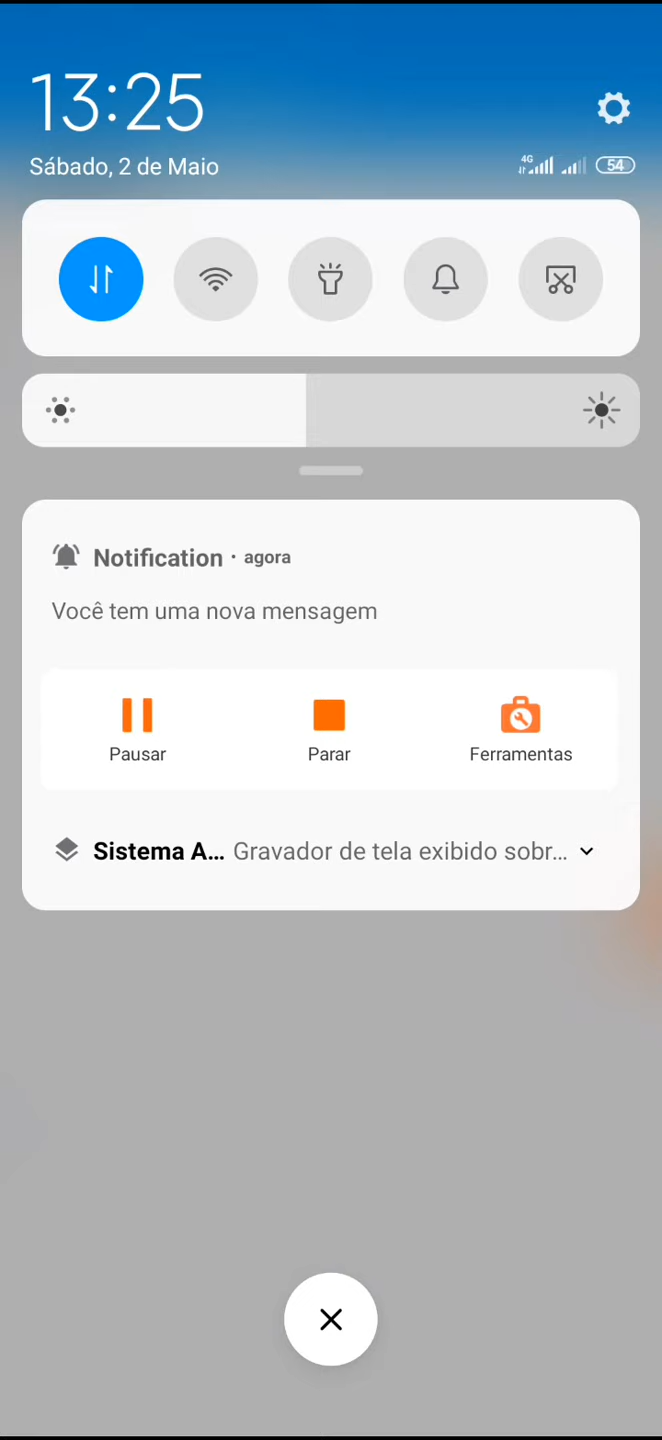 13:25
Sábado, 2 de Maio
4G 54
Notification · agora
Você tem uma nova mensagem
Pausar Parar Ferramentas
Sistema A... Gravador de tela exibido sobr...